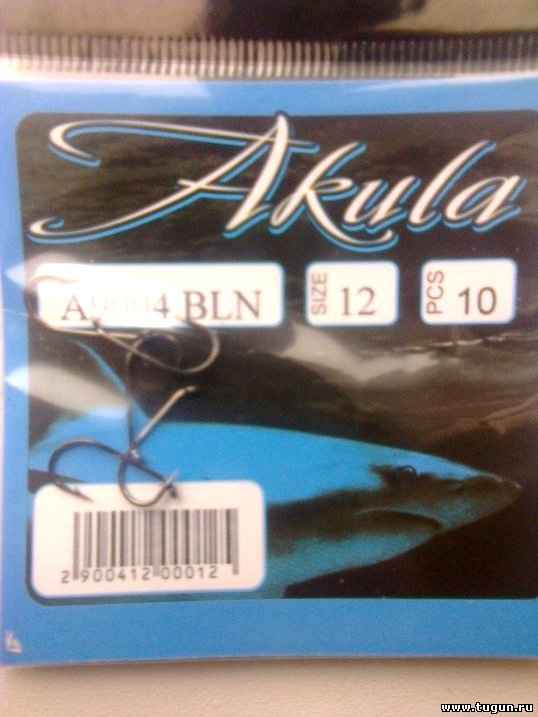 Akula
BLN
SIZE 12
PCS 10
2 900412 00012
www.tugun.ru